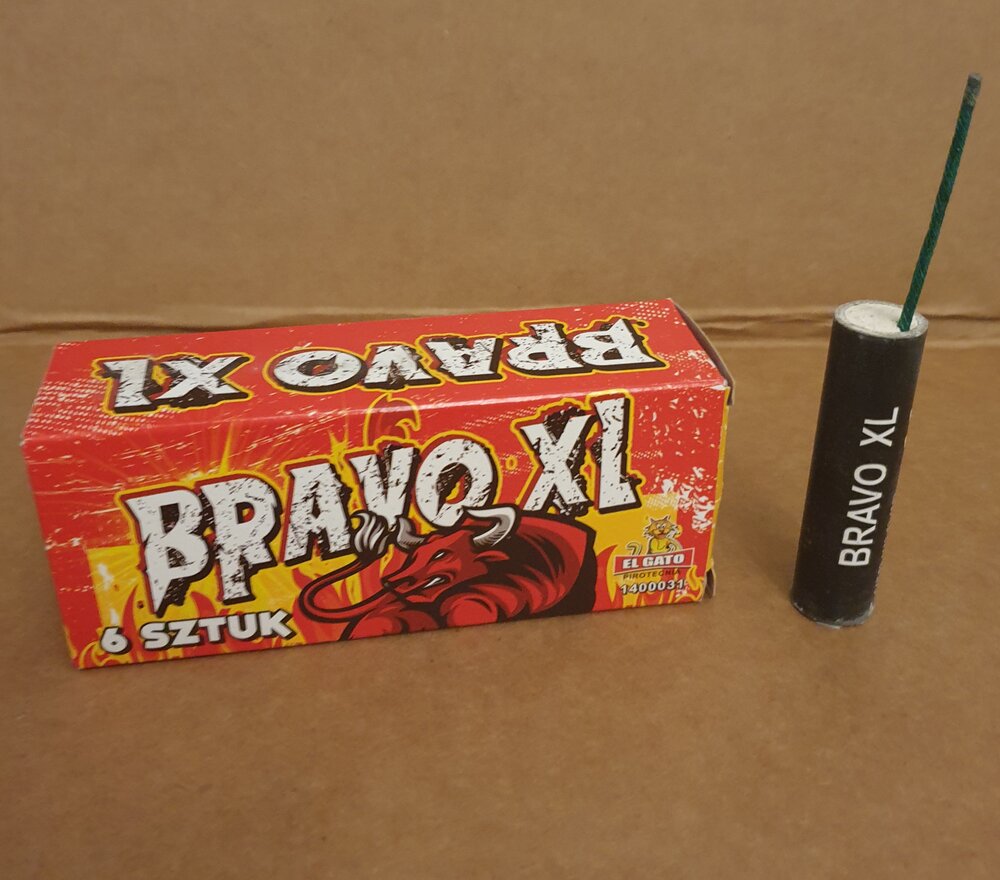 BRAVO XL
BRAVO XL
6 SZTUK
EL GATO
PIROTECNIA
1400031
BRAVO XL